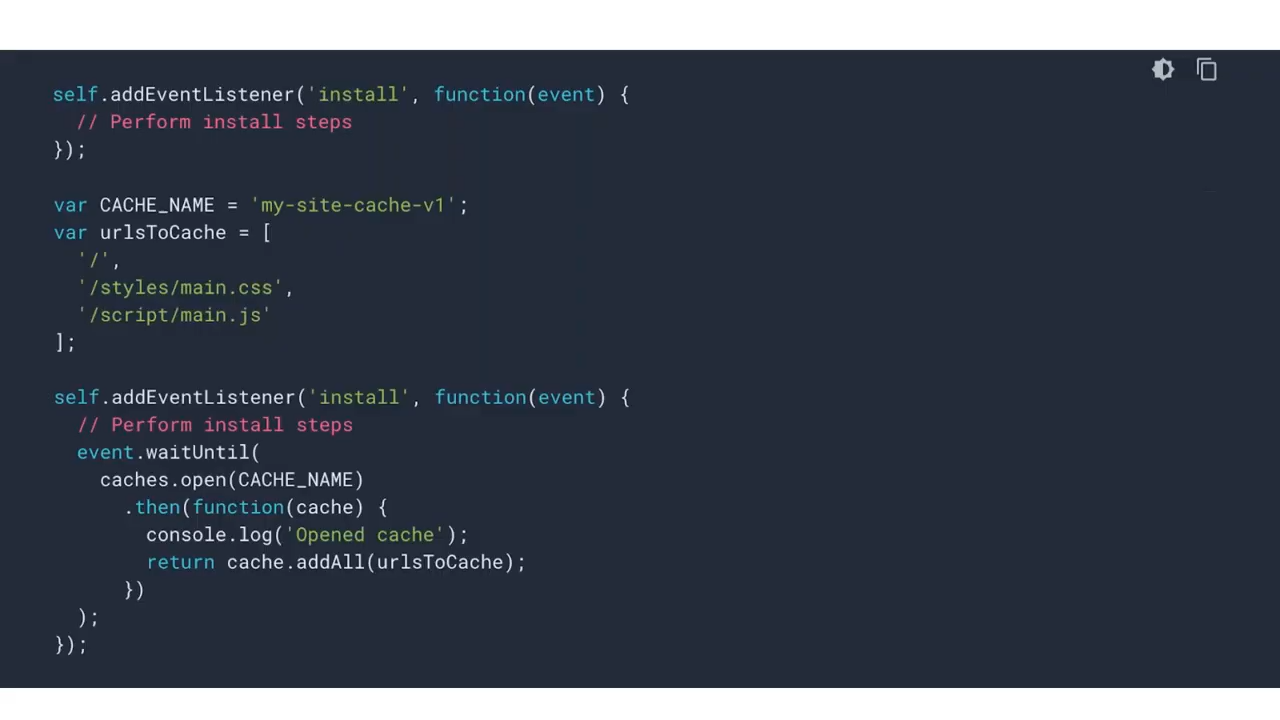 self.addEventListener('install', function(event) {
  // Perform install steps
});

var CACHE_NAME = 'my-site-cache-v1';
var urlsToCache = [
  '/',
  '/styles/main.css',
  '/script/main.js'
];

self.addEventListener('install', function(event) {
  // Perform install steps
  event.waitUntil(
    caches.open(CACHE_NAME)
      .then(function(cache) {
        console.log('Opened cache');
        return cache.addAll(urlsToCache);
      })
  );
});